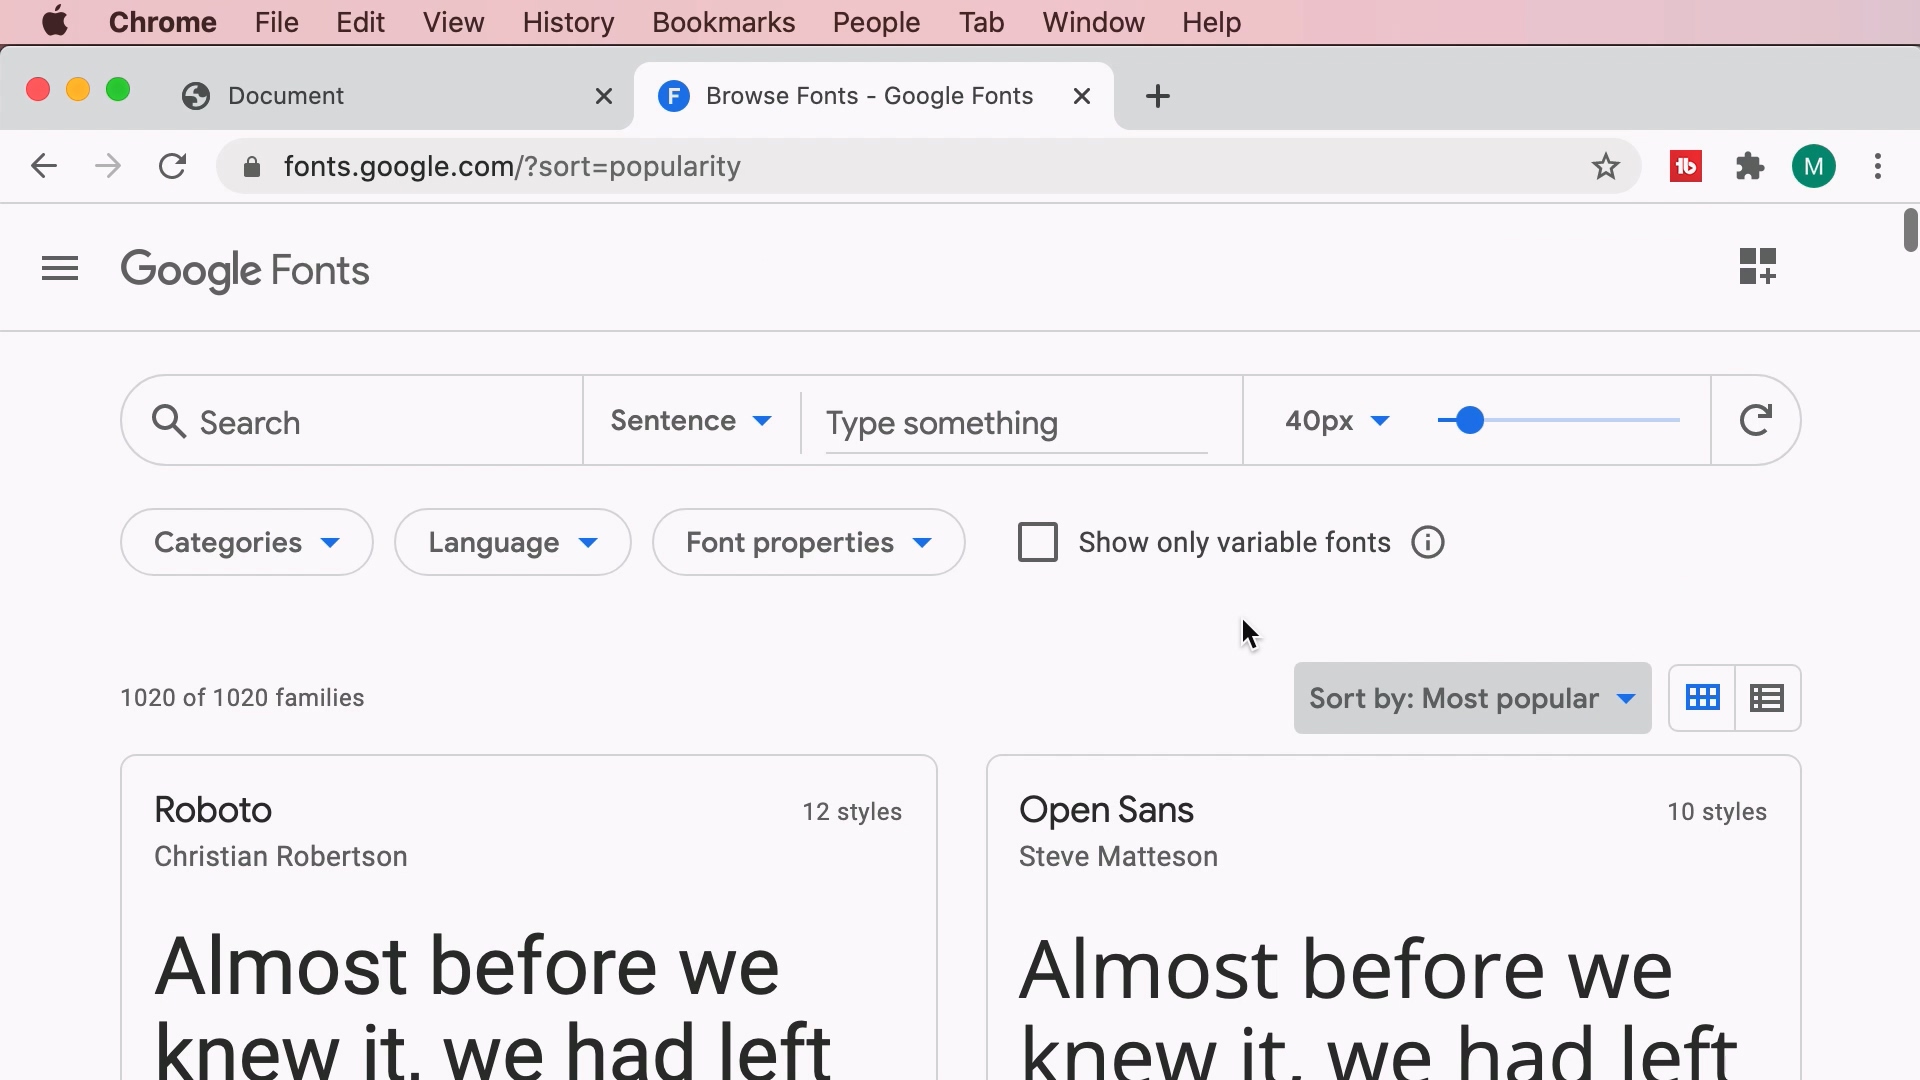 Chrome File Edit View History Bookmarks People Tab Window Help
Document
F Browse Fonts - Google Fonts
fonts.google.com/?sort=popularity
tb
M
Google Fonts
Search
Sentence
Type something
40px
Categories
Language
Font properties
Show only variable fonts
1020 of 1020 families
Sort by: Most popular
Roboto
12 styles
Christian Robertson
Almost before we
knew it, we had left
Open Sans
10 styles
Steve Matteson
Almost before we
knew it, we had left